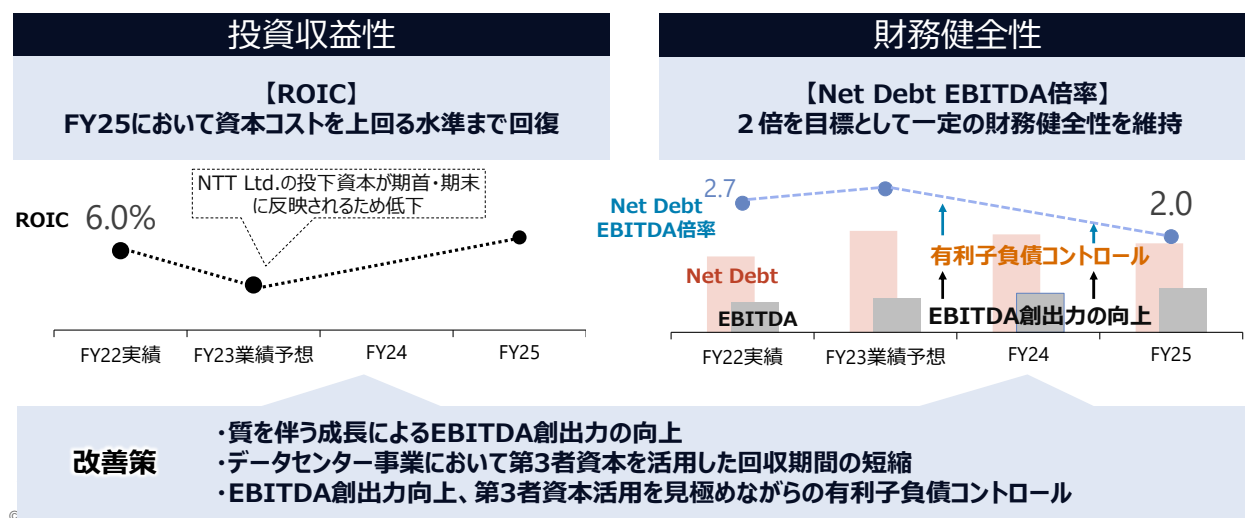 投資収益性
【ROIC】
FY25において資本コストを上回る水準まで回復
NTT Ltd.の投下資本が期首・期末
に反映されるため低下
ROIC 6.0%
FY22実績 FY23業績予想 FY24 FY25
財務健全性
【Net Debt EBITDA倍率】
２倍を目標として一定の財務健全性を維持
2.7
Net Debt
EBITDA倍率
2.0
有利子負債コントロール
Net Debt
EBITDA
EBITDA創出力の向上
FY22実績 FY23業績予想 FY24 FY25
改善策
・質を伴う成長によるEBITDA創出力の向上
・データセンター事業において第3者資本を活用した回収期間の短縮
・EBITDA創出力向上、第3者資本活用を見極めながらの有利子負債コントロール